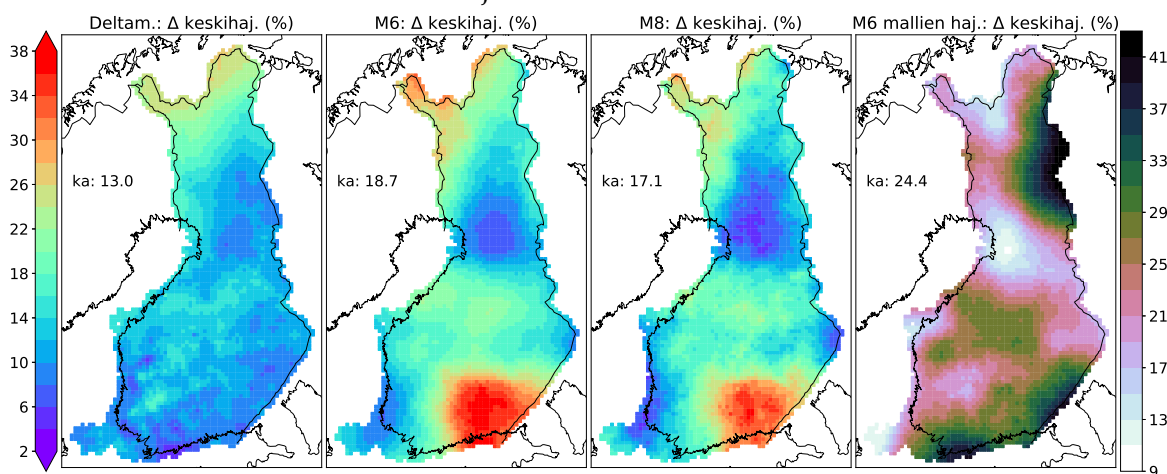 Deltam.: Δ keskihaj. (%)
M6: Δ keskihaj. (%)
M8: Δ keskihaj. (%)
M6 mallien haj.: Δ keskihaj. (%)
38
34
30
26
22
18
14
10
6
2
ka: 13.0
ka: 18.7
ka: 17.1
ka: 24.4
41
37
33
29
25
21
17
13
9